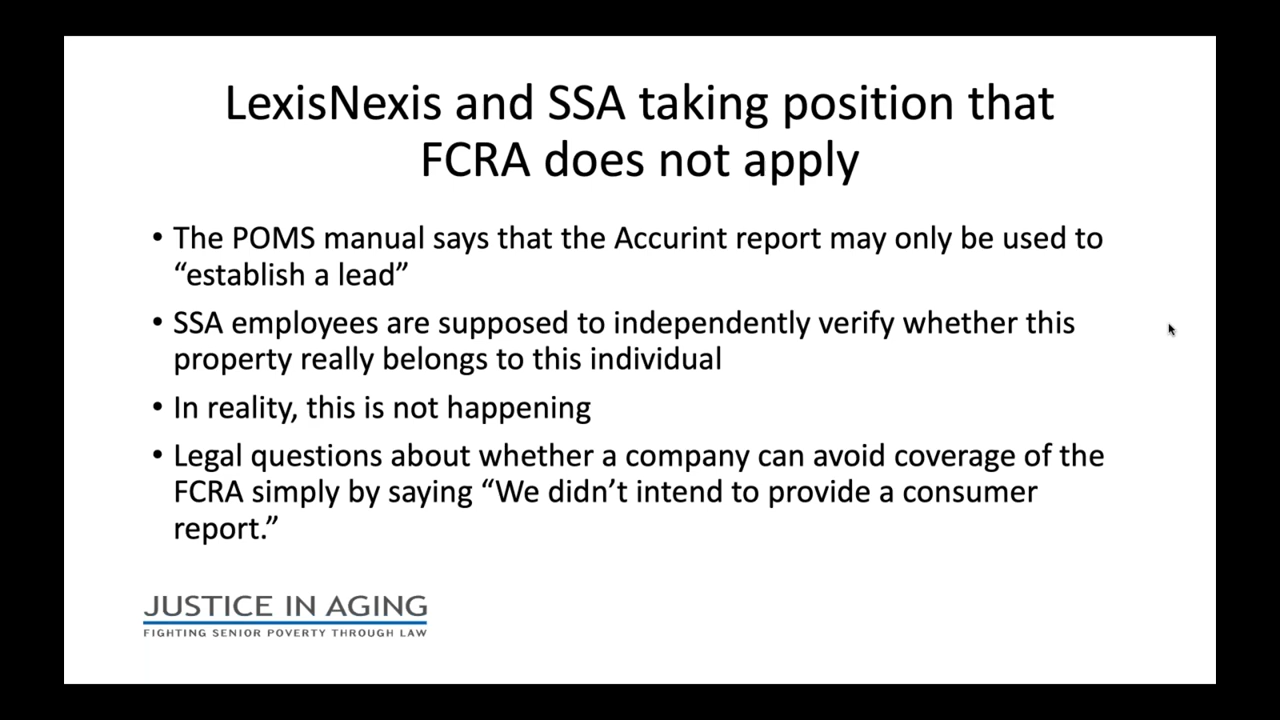 LexisNexis and SSA taking position that
FCRA does not apply
• The POMS manual says that the Accurint report may only be used to
“establish a lead”
• SSA employees are supposed to independently verify whether this
property really belongs to this individual
• In reality, this is not happening
• Legal questions about whether a company can avoid coverage of the
FCRA simply by saying “We didn’t intend to provide a consumer
report.”
JUSTICE IN AGING
FIGHTING SENIOR POVERTY THROUGH LAW